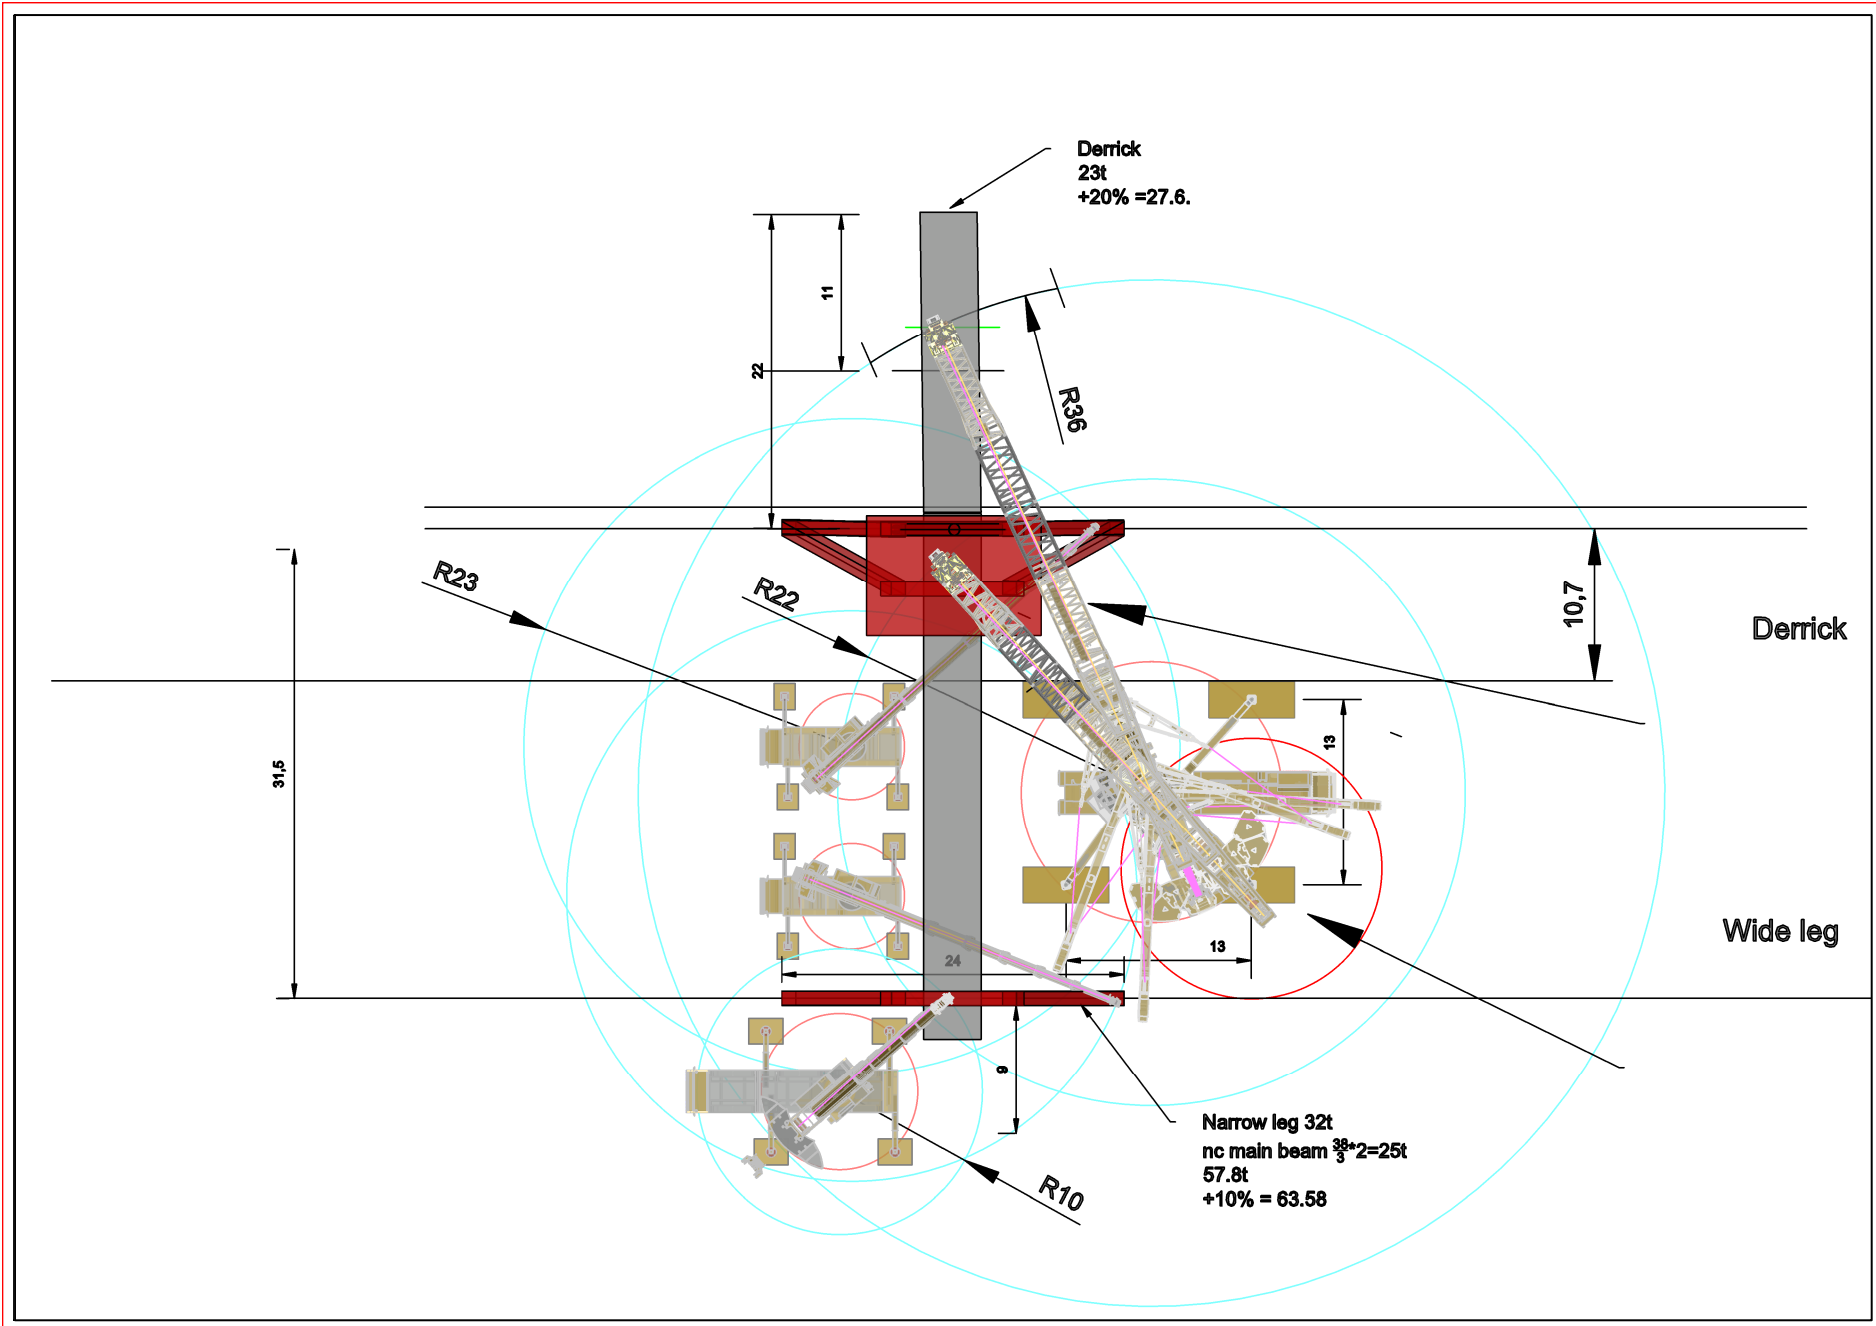 Derrick
23t
+20% =27.6.
11
22
R36
R23
R22
10,7
Derrick
31,5
13
Wide leg
13
24
9
Narrow leg 32t
nc main beam 38/3*2=25t
57.8t
+10% = 63.58
R10